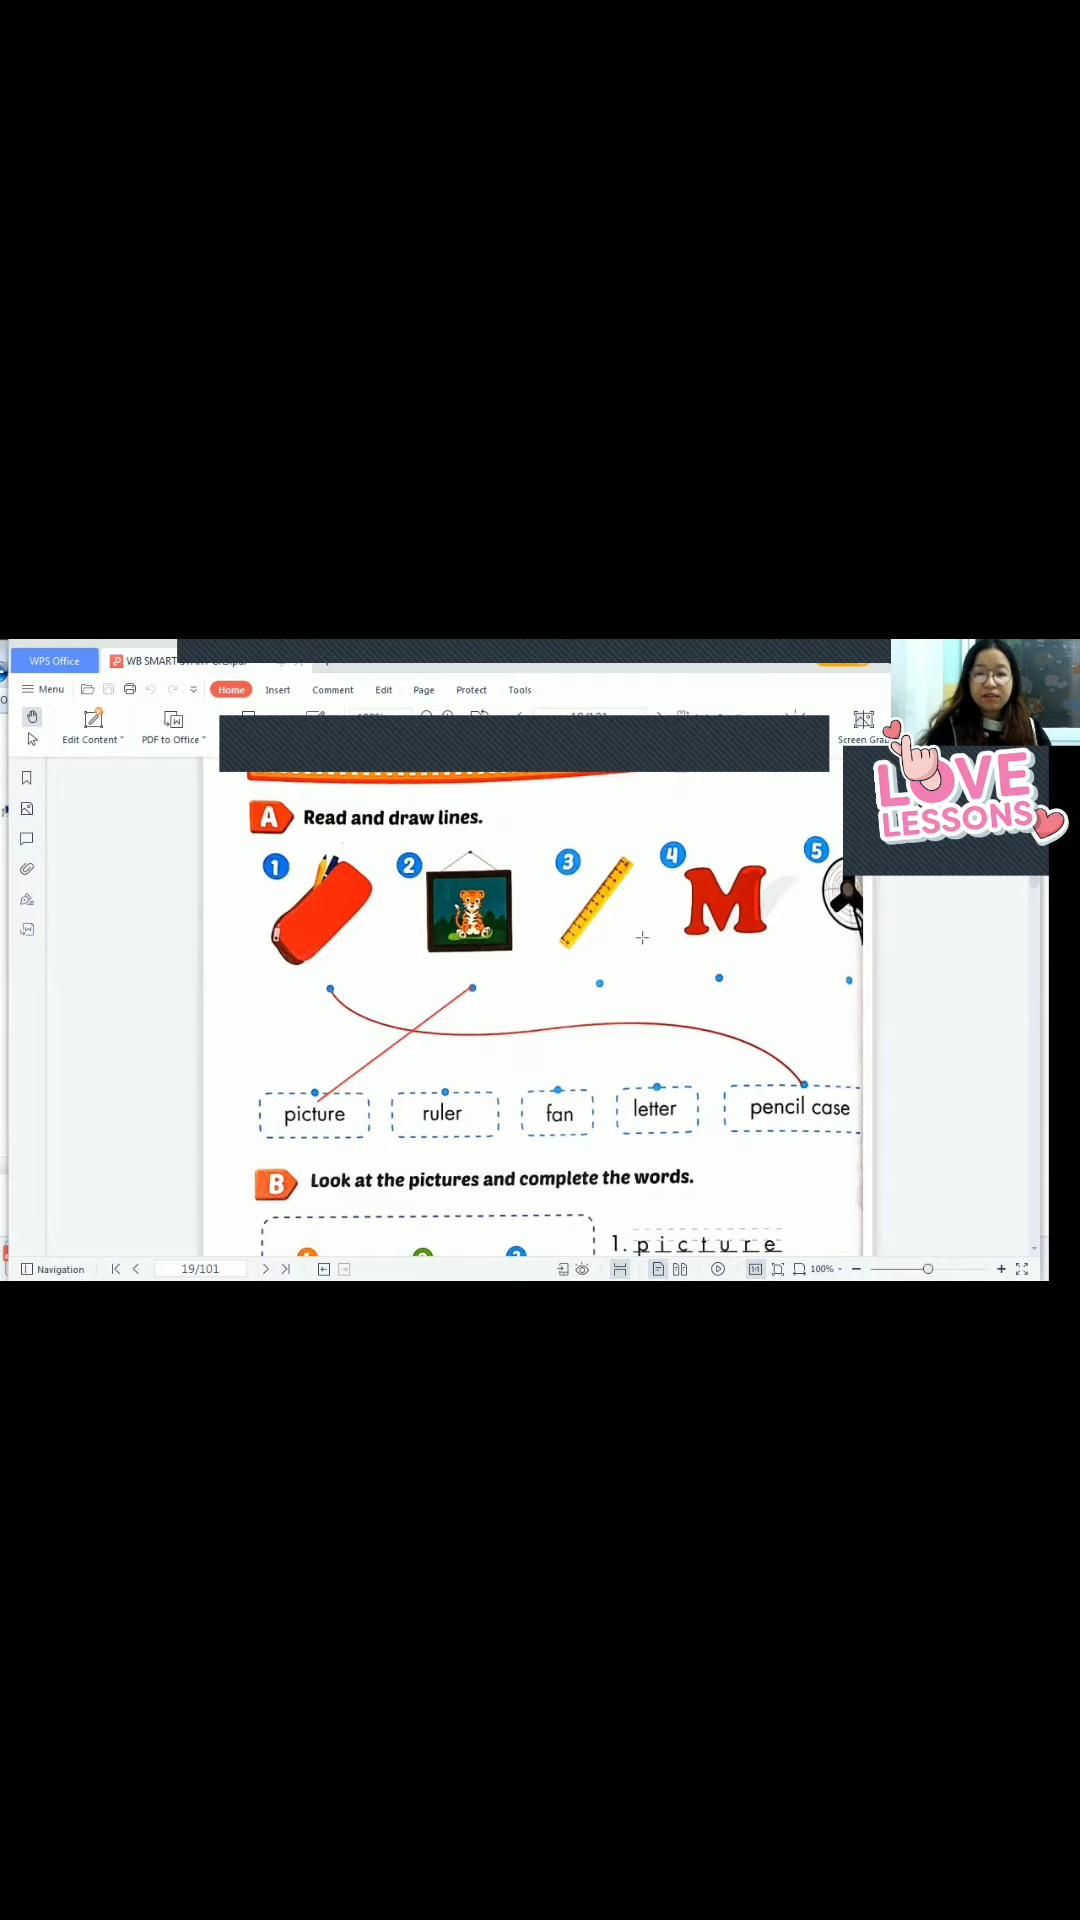 WPS Office
WB SMART
Menu
Home Insert Comment Edit Page Protect Tools
Edit Content PDF to Office Screen Grab
LOVE
LESSONS
A Read and draw lines.
1 2 3 4 5
M
picture ruler fan letter pencil case
B Look at the pictures and complete the words.
1. picture
Navigation 19/101 1:1 100%